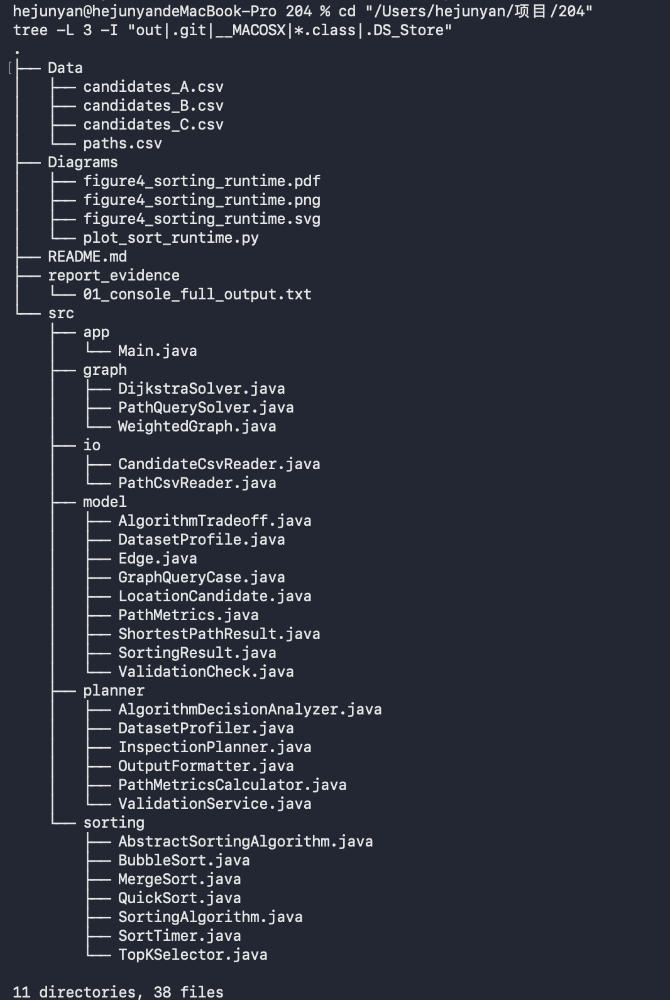 hejunyan@hejunyandeMacBook-Pro 204 % cd "/Users/hejunyan/项目/204"
tree -L 3 -I "out|.git|__MACOSX|*.class|.DS_Store"
.
[├── Data
│   ├── candidates_A.csv
│   ├── candidates_B.csv
│   ├── candidates_C.csv
│   └── paths.csv
├── Diagrams
│   ├── figure4_sorting_runtime.pdf
│   ├── figure4_sorting_runtime.png
│   ├── figure4_sorting_runtime.svg
│   └── plot_sort_runtime.py
├── README.md
├── report_evidence
│   └── 01_console_full_output.txt
└── src
    ├── app
    │   └── Main.java
    ├── graph
    │   ├── DijkstraSolver.java
    │   ├── PathQuerySolver.java
    │   └── WeightedGraph.java
    ├── io
    │   ├── CandidateCsvReader.java
    │   └── PathCsvReader.java
    ├── model
    │   ├── AlgorithmTradeoff.java
    │   ├── DatasetProfile.java
    │   ├── Edge.java
    │   ├── GraphQueryCase.java
    │   ├── LocationCandidate.java
    │   ├── PathMetrics.java
    │   ├── ShortestPathResult.java
    │   ├── SortingResult.java
    │   └── ValidationCheck.java
    ├── planner
    │   ├── AlgorithmDecisionAnalyzer.java
    │   ├── DatasetProfiler.java
    │   ├── InspectionPlanner.java
    │   ├── OutputFormatter.java
    │   ├── PathMetricsCalculator.java
    │   └── ValidationService.java
    └── sorting
        ├── AbstractSortingAlgorithm.java
        ├── BubbleSort.java
        ├── MergeSort.java
        ├── QuickSort.java
        ├── SortingAlgorithm.java
        ├── SortTimer.java
        └── TopKSelector.java
11 directories, 38 files